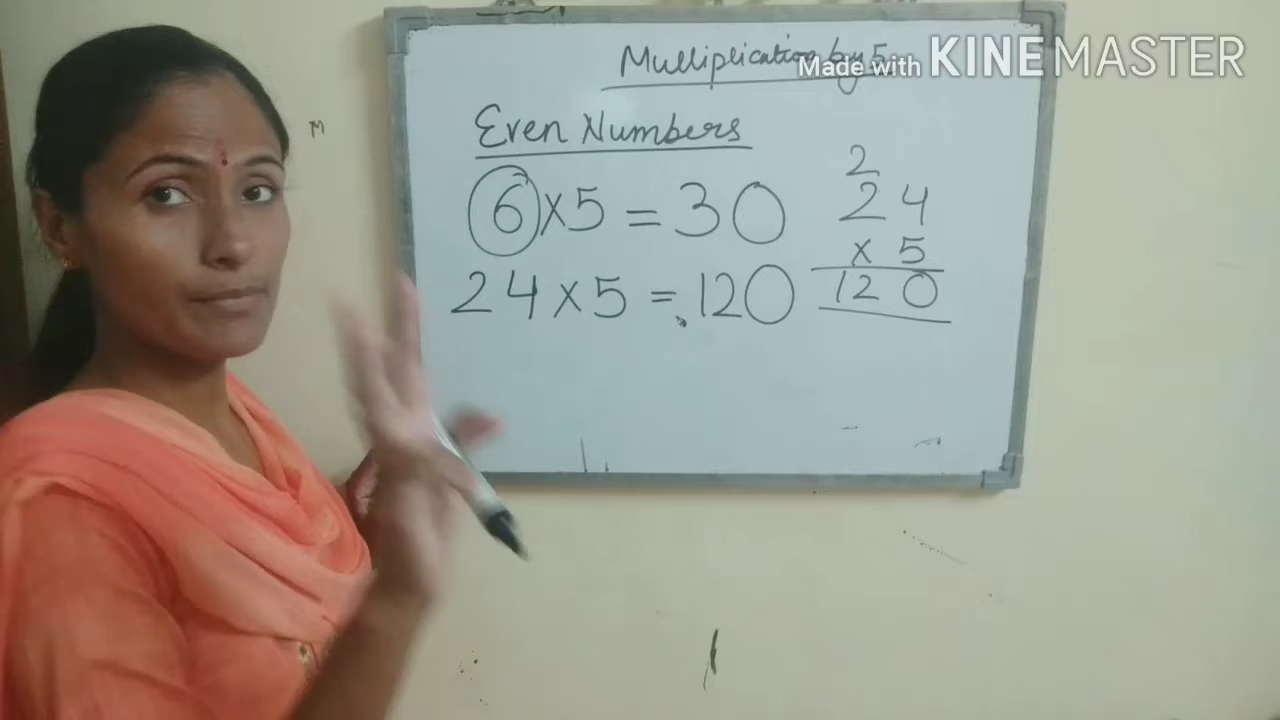 Multiplication by 5
Made with KINEMASTER
Even Numbers
6 x 5 = 30
24 x 5 = 120
2
24
x 5
120